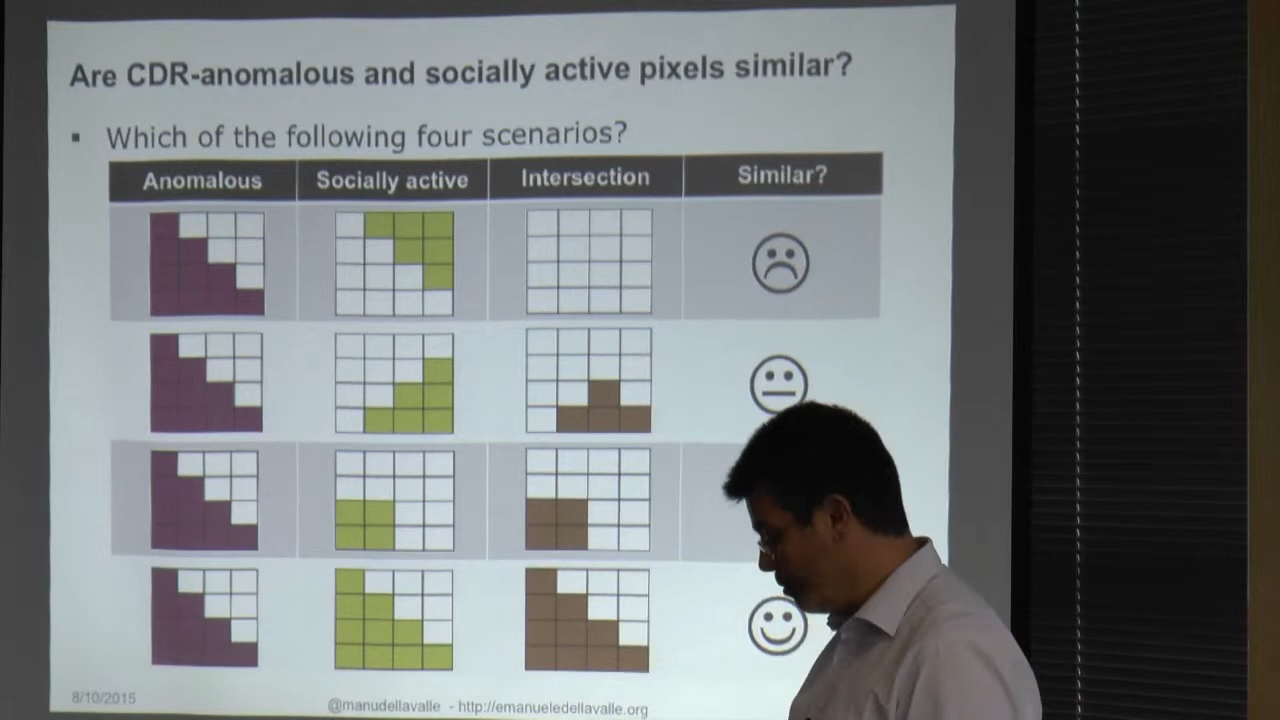 Are CDR-anomalous and socially active pixels similar?
▪ Which of the following four scenarios?
Anomalous Socially active Intersection Similar?
8/10/2015 @manudellavalle - http://emanueledellavalle.org